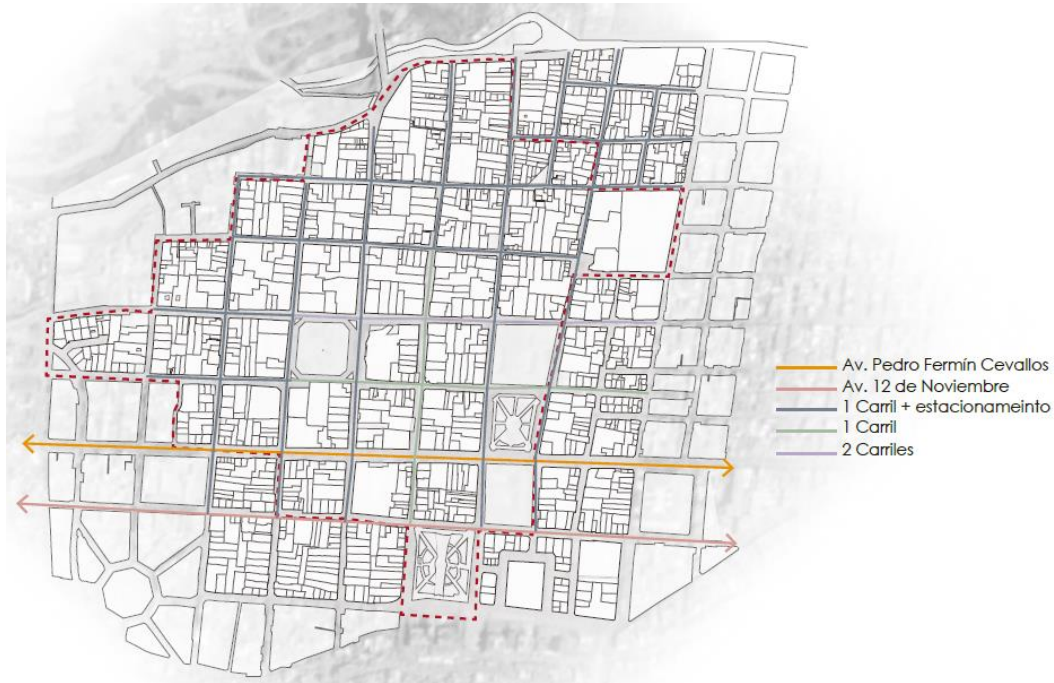 Av. Pedro Fermín Cevallos
Av. 12 de Noviembre
1 Carril + estacionameinto
1 Carril
2 Carriles